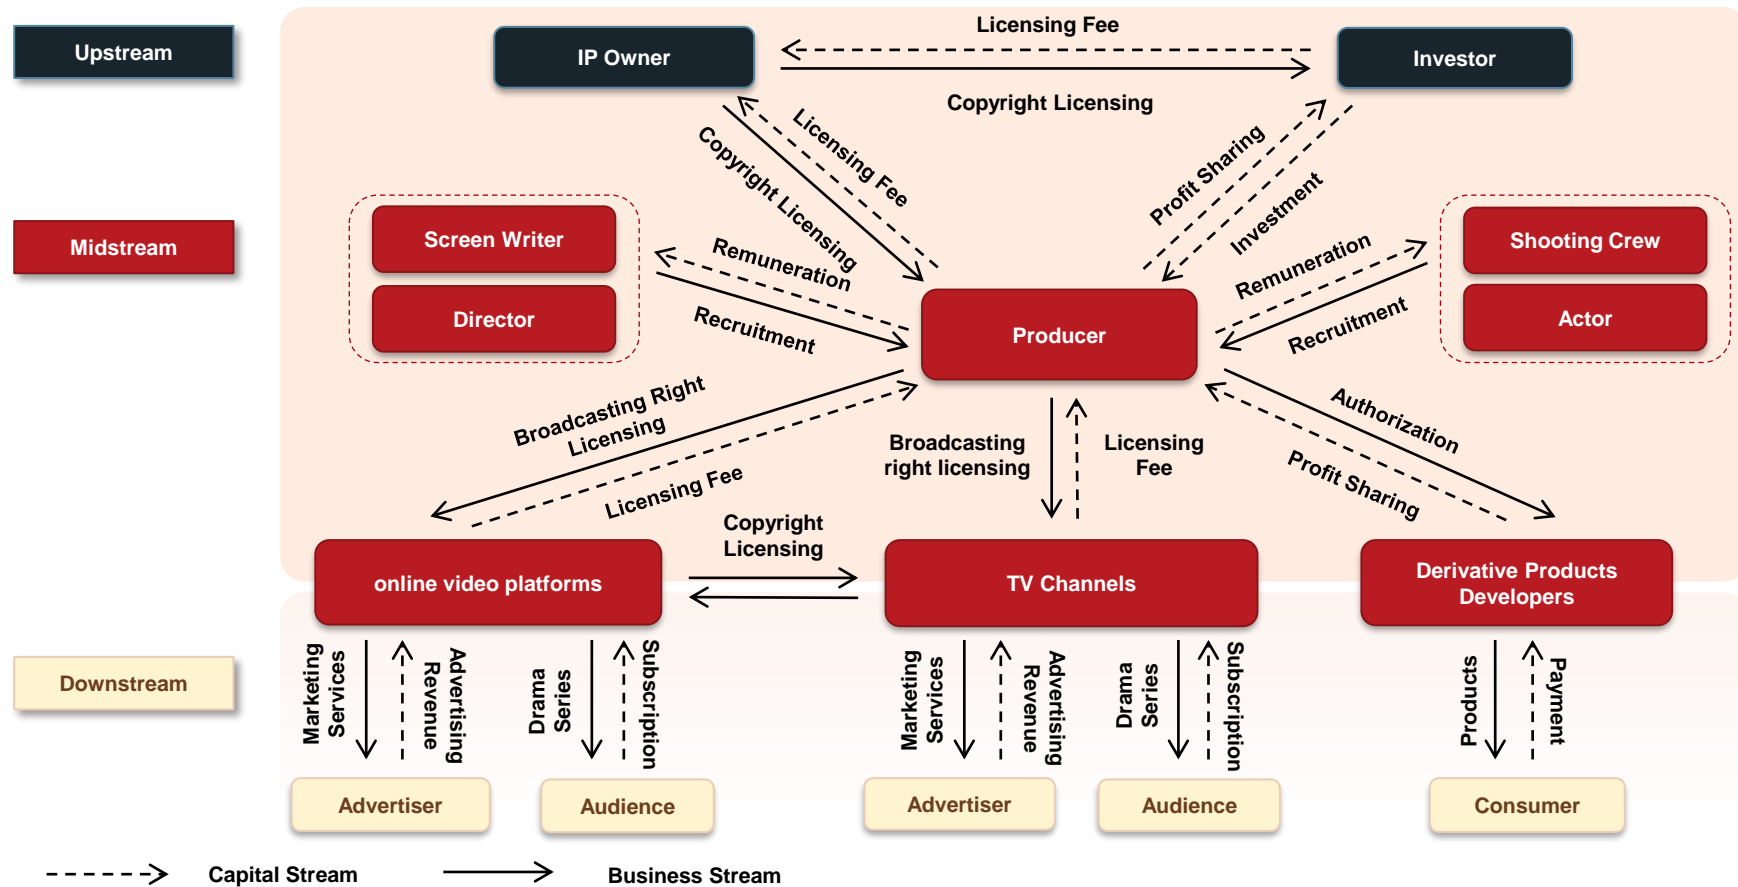 Upstream
IP Owner
Licensing Fee
Copyright Licensing
Investor
Licensing Fee
Copyright Licensing
Profit Sharing
Investment
Midstream
Screen Writer
Director
Remuneration
Recruitment
Producer
Remuneration
Recruitment
Shooting Crew
Actor
Broadcasting Right
Licensing
Licensing Fee
Broadcasting
right licensing
Licensing
Fee
Authorization
Profit Sharing
online video platforms
Copyright
Licensing
TV Channels
Derivative Products
Developers
Downstream
Marketing
Services
Advertising
Revenue
Drama
Series
Subscription
Marketing
Services
Advertising
Revenue
Drama
Series
Subscription
Products
Payment
Advertiser
Audience
Advertiser
Audience
Consumer
Capital Stream
Business Stream